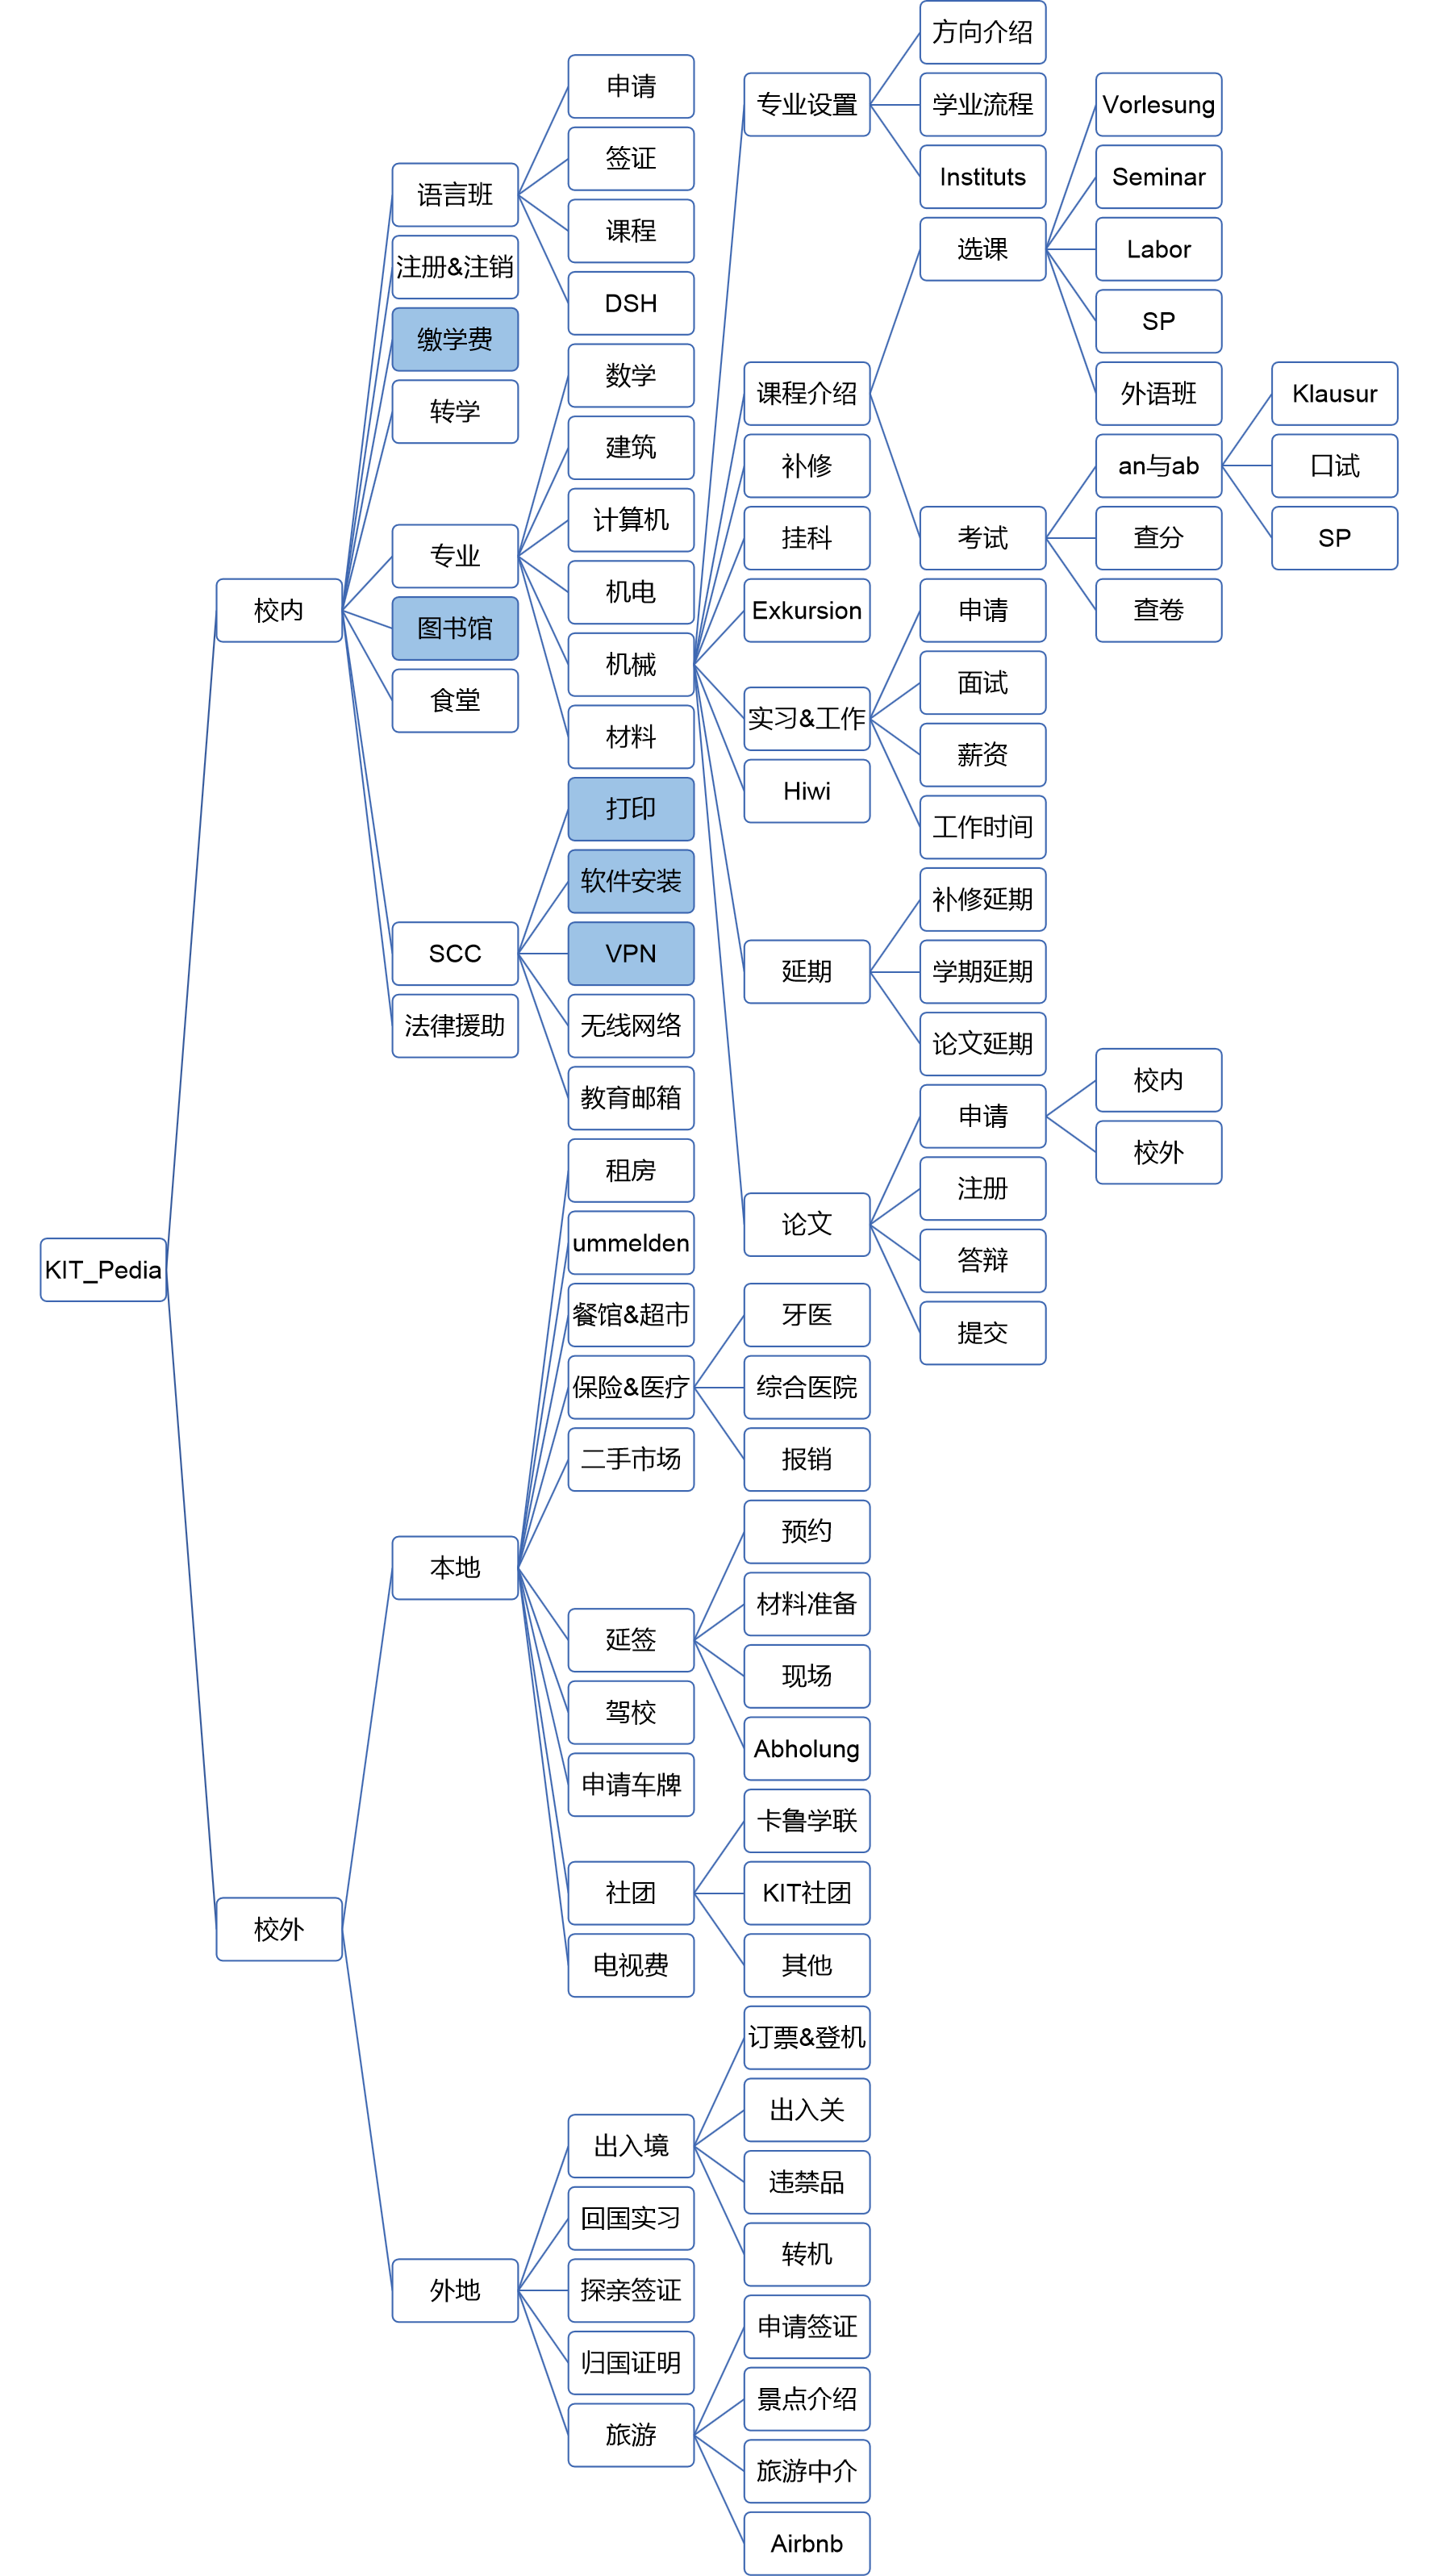 KIT_Pedia
校内
语言班
申请
签证
课程
DSH
注册&注销
缴学费
转学
专业
数学
建筑
计算机
机电
机械
专业设置
方向介绍
学业流程
Instituts
课程介绍
选课
Vorlesung
Seminar
Labor
SP
外语班
考试
an与ab
Klausur
口试
SP
查分
查卷
补修
挂科
Exkursion
实习&工作
申请
面试
薪资
工作时间
Hiwi
延期
补修延期
学期延期
论文延期
论文
申请
校内
校外
注册
答辩
提交
材料
图书馆
食堂
SCC
打印
软件安装
VPN
无线网络
教育邮箱
法律援助
校外
本地
租房
ummelden
餐馆&超市
保险&医疗
牙医
综合医院
报销
二手市场
延签
预约
材料准备
现场
Abholung
驾校
申请车牌
社团
卡鲁学联
KIT社团
其他
电视费
外地
出入境
订票&登机
出入关
违禁品
转机
回国实习
探亲签证
归国证明
旅游
申请签证
景点介绍
旅游中介
Airbnb